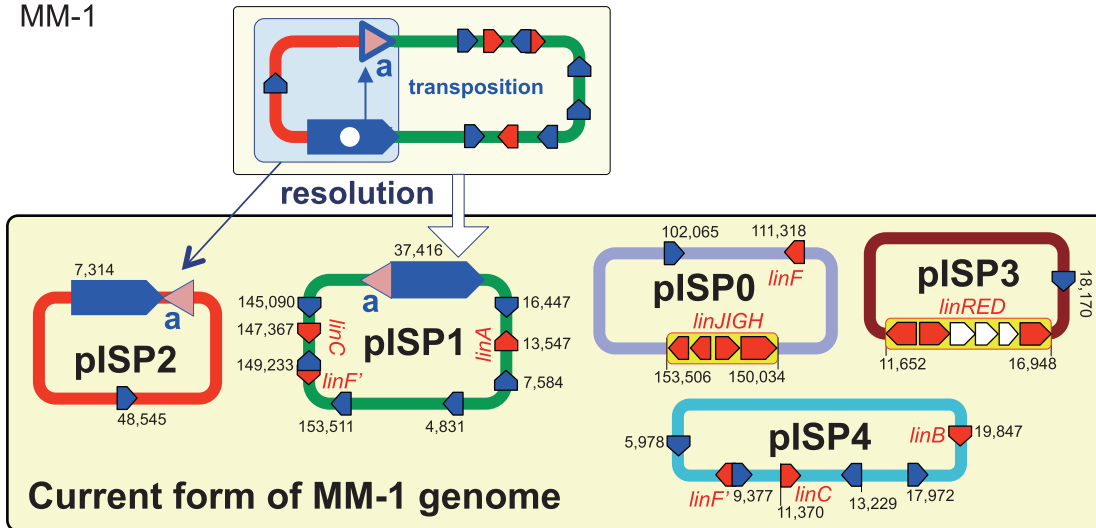 MM-1
a
transposition
resolution
7,314
a
pISP2
48,545
37,416
a
145,090
147,367
149,233
linC
linF’
pISP1
linA
16,447
13,547
7,584
153,511
4,831
102,065
111,318
pISP0
linF
linJIGH
153,506
150,034
pISP3
18,170
linRED
11,652
16,948
5,978
pISP4
linB
19,847
linF’
9,377
linC
11,370
13,229
17,972
Current form of MM-1 genome